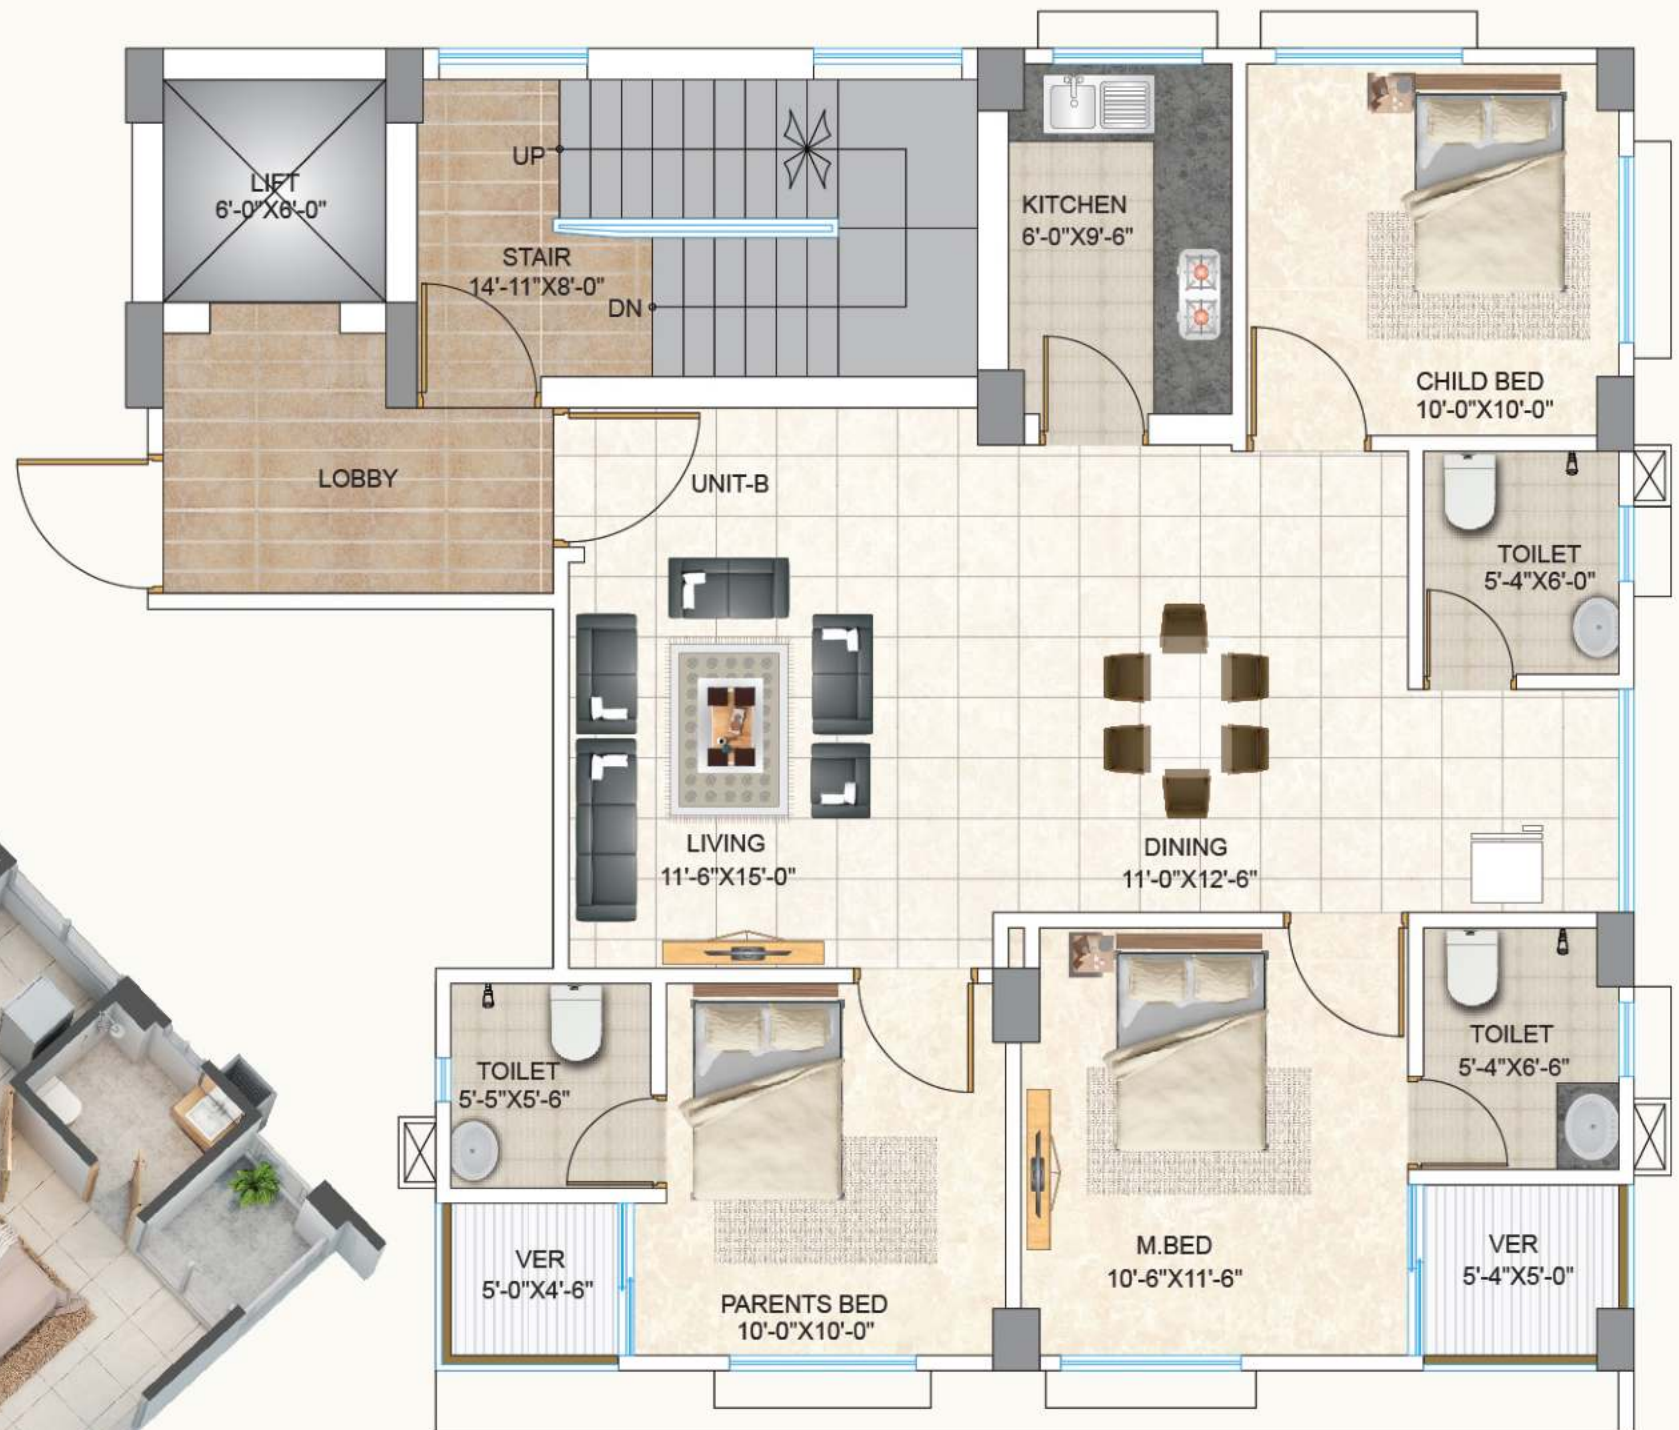 LIFT
6'-0"X6'-0"
UP
STAIR
14'-11"X8'-0"
DN
KITCHEN
6'-0"X9'-6"
CHILD BED
10'-0"X10'-0"
LOBBY
UNIT-B
TOILET
5'-4"X6'-0"
LIVING
11'-6"X15'-0"
DINING
11'-0"X12'-6"
TOILET
5'-5"X5'-6"
TOILET
5'-4"X6'-6"
VER
5'-0"X4'-6"
PARENTS BED
10'-0"X10'-0"
M.BED
10'-6"X11'-6"
VER
5'-4"X5'-0"